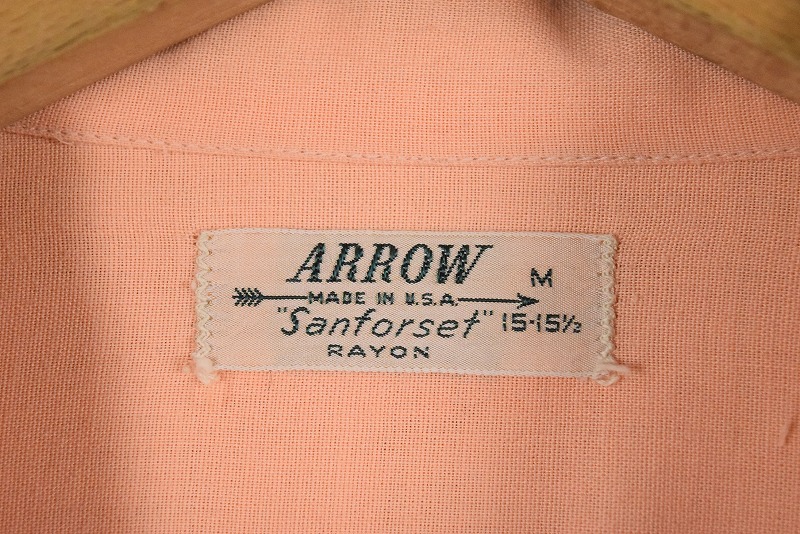 ARROW
M
MADE IN U.S.A.
"Sanforset" 15-15½
RAYON